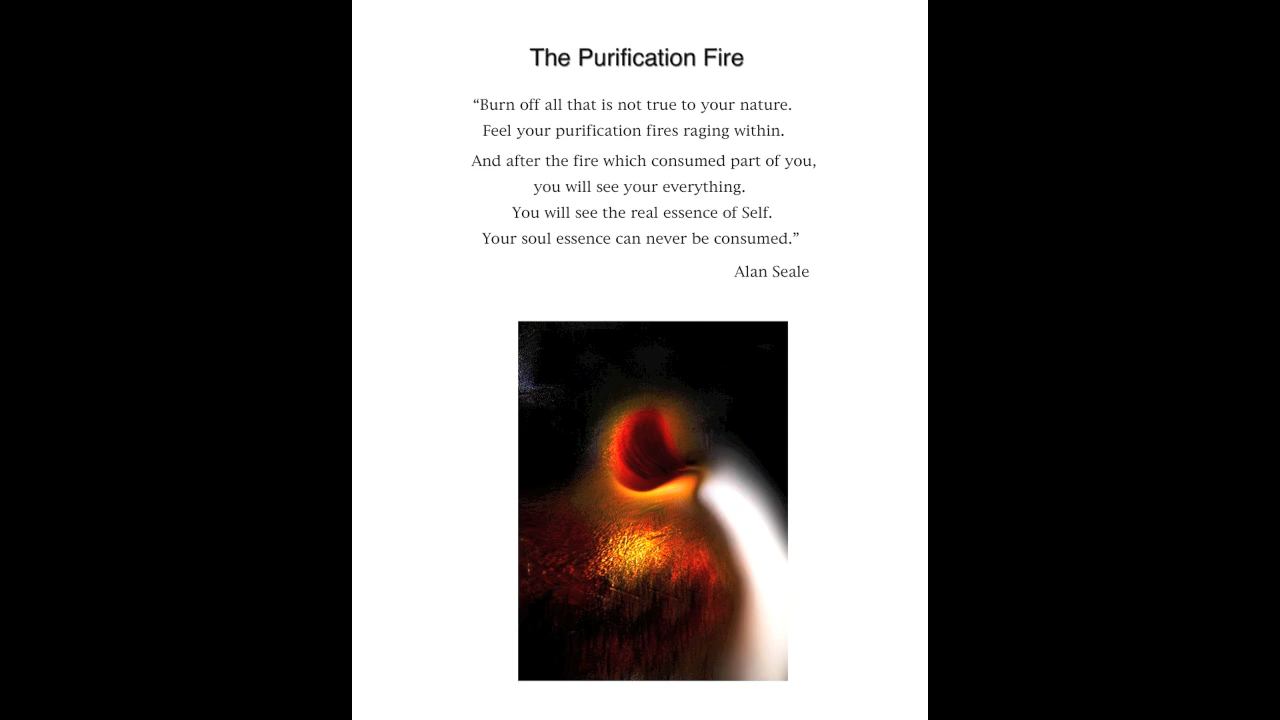 The Purification Fire
“Burn off all that is not true to your nature.
Feel your purification fires raging within.
And after the fire which consumed part of you,
you will see your everything.
You will see the real essence of Self.
Your soul essence can never be consumed.”
Alan Seale